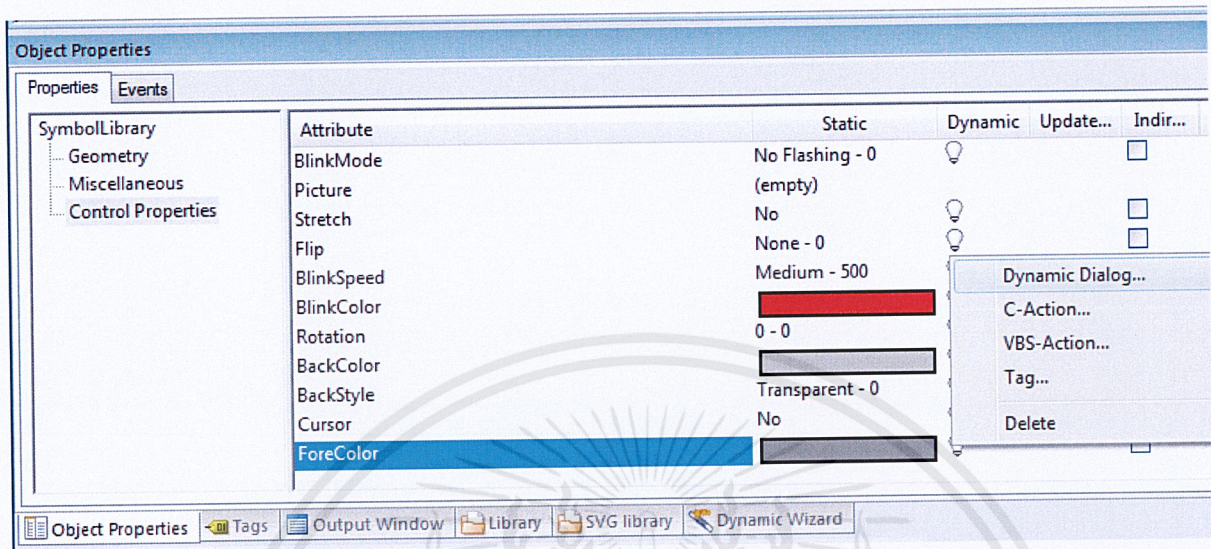 Object Properties
Properties Events
SymbolLibrary
Geometry
Miscellaneous
Control Properties
Attribute Static Dynamic Update... Indir...
BlinkMode No Flashing - 0
Picture (empty)
Stretch No
Flip None - 0
BlinkSpeed Medium - 500
BlinkColor
Rotation 0 - 0
BackColor
BackStyle Transparent - 0
Cursor No
ForeColor
Dynamic Dialog...
C-Action...
VBS-Action...
Tag...
Delete
Object Properties Tags Output Window Library SVG library Dynamic Wizard